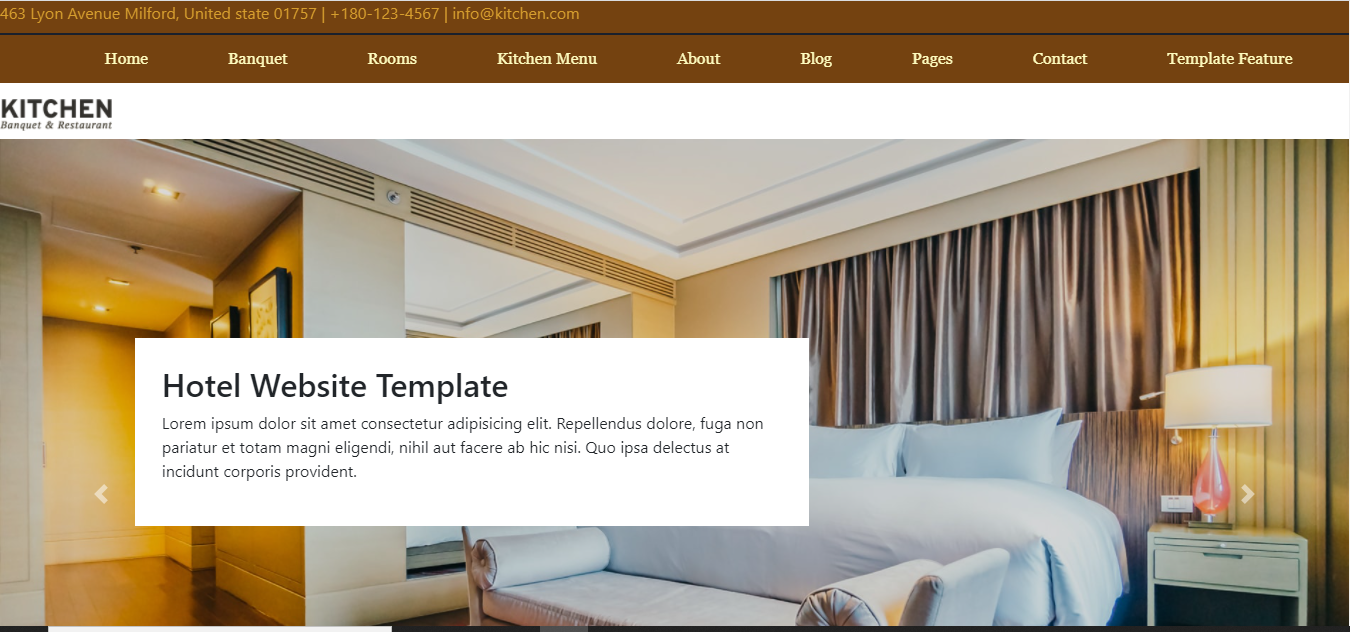 463 Lyon Avenue Milford, United state 01757 | +180-123-4567 | info@kitchen.com
Home Banquet Rooms Kitchen Menu About Blog Pages Contact Template Feature
KITCHEN
Banquet & Restaurant
Hotel Website Template
Lorem ipsum dolor sit amet consectetur adipisicing elit. Repellendus dolore, fuga non
pariatur et totam magni eligendi, nihil aut facere ab hic nisi. Quo ipsa delectus at
incidunt corporis provident.